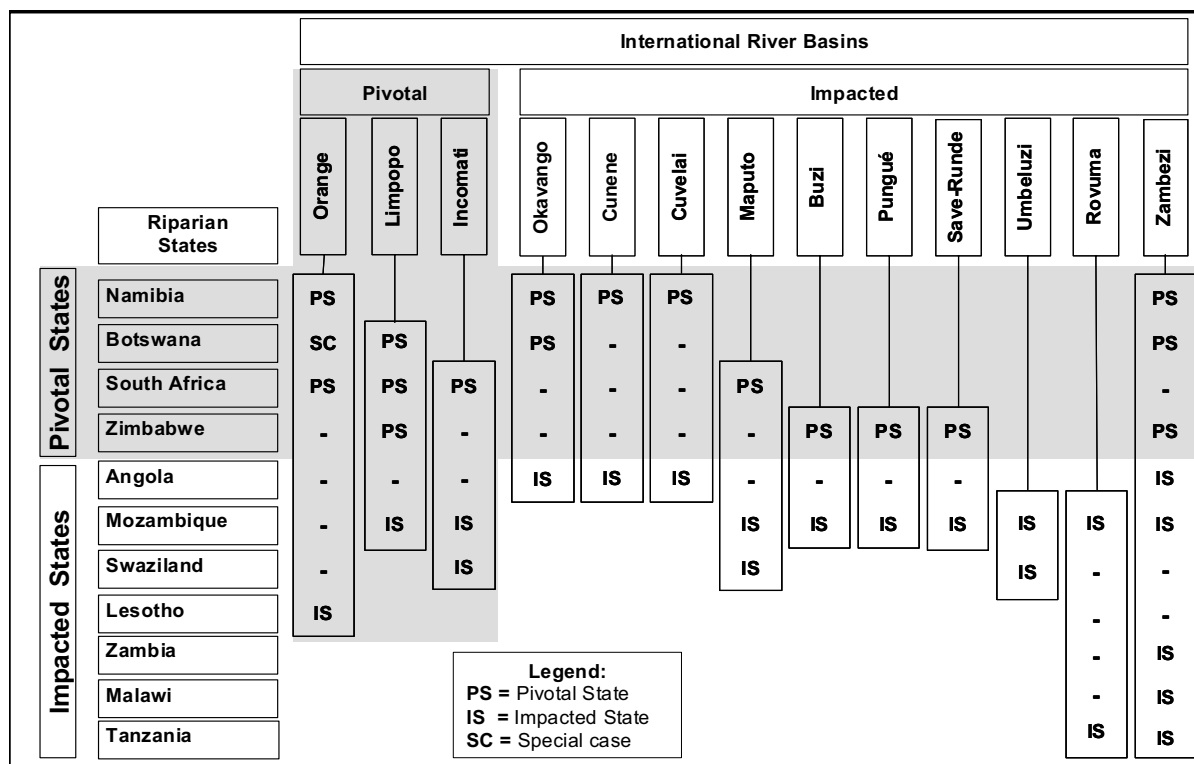 International River Basins
Pivotal Impacted
Orange Limpopo Incomati Okavango Cunene Cuvelai Maputo Buzi Pungué Save-Runde Umbeluzi Rovuma Zambezi
Riparian
States
Pivotal States
Namibia PS PS PS PS PS
Botswana SC PS PS - - PS
South Africa PS PS PS - - - PS -
Zimbabwe - PS - - - - - PS PS PS PS
Impacted States
Angola - - - IS IS IS - - - - IS
Mozambique - IS IS IS IS IS IS IS IS IS
Swaziland - IS IS IS - -
Lesotho IS - -
Zambia - IS
Malawi - IS
Tanzania IS IS
Legend:
PS = Pivotal State
IS = Impacted State
SC = Special case